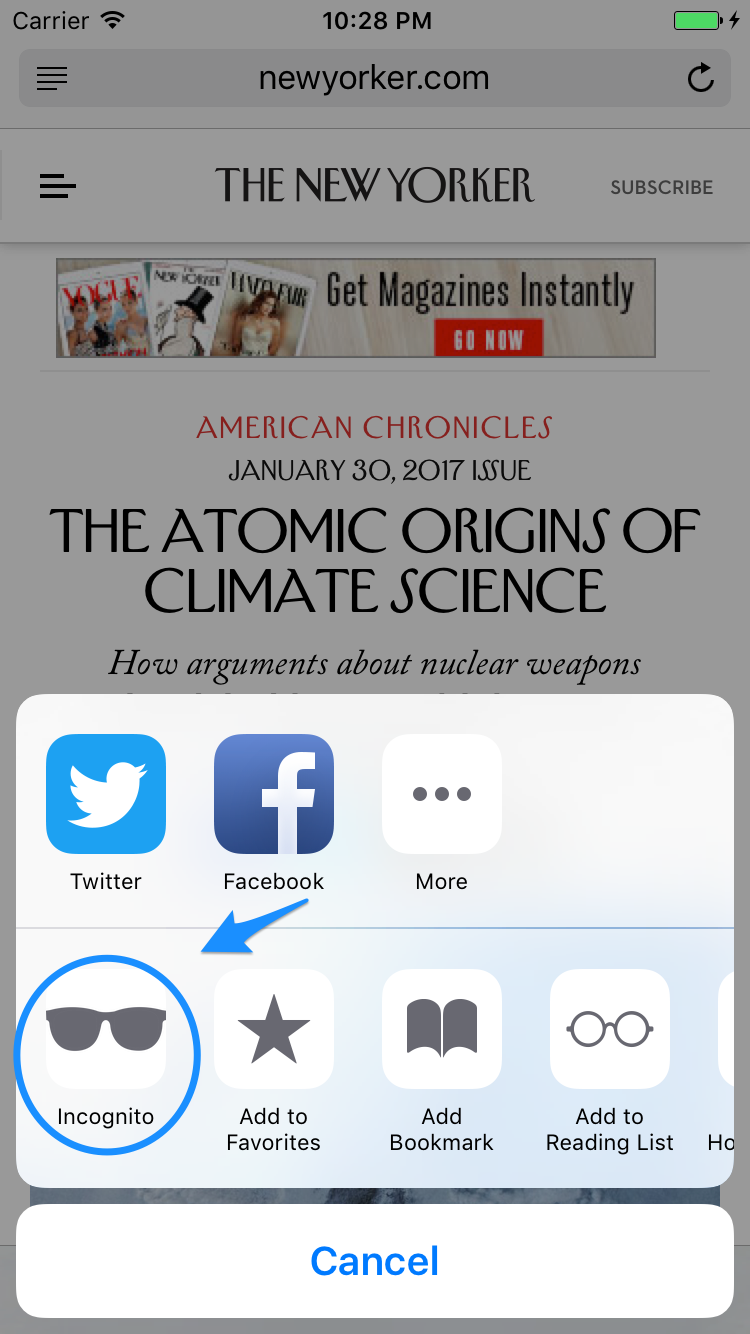 Carrier 10:28 PM
newyorker.com
THE NEW YORKER SUBSCRIBE
VOGUE NEW YORKER VANITY FAIR Get Magazines Instantly
GO NOW
AMERICAN CHRONICLES
JANUARY 30, 2017 ISSUE
THE ATOMIC ORIGINS OF
CLIMATE SCIENCE
How arguments about nuclear weapons
Twitter Facebook More
Incognito Add to Add Add to Ho
Favorites Bookmark Reading List
Cancel